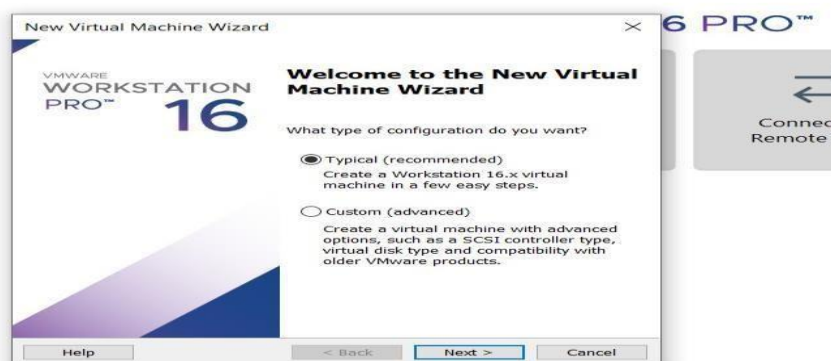 New Virtual Machine Wizard
6 PRO™
VMWARE
WORKSTATION
PRO™ 16
Welcome to the New Virtual
Machine Wizard
What type of configuration do you want?
Typical (recommended)
Create a Workstation 16.x virtual
machine in a few easy steps.
Custom (advanced)
Create a virtual machine with advanced
options, such as a SCSI controller type,
virtual disk type and compatibility with
older VMware products.
Connec
Remote
Help
< Back
Next >
Cancel